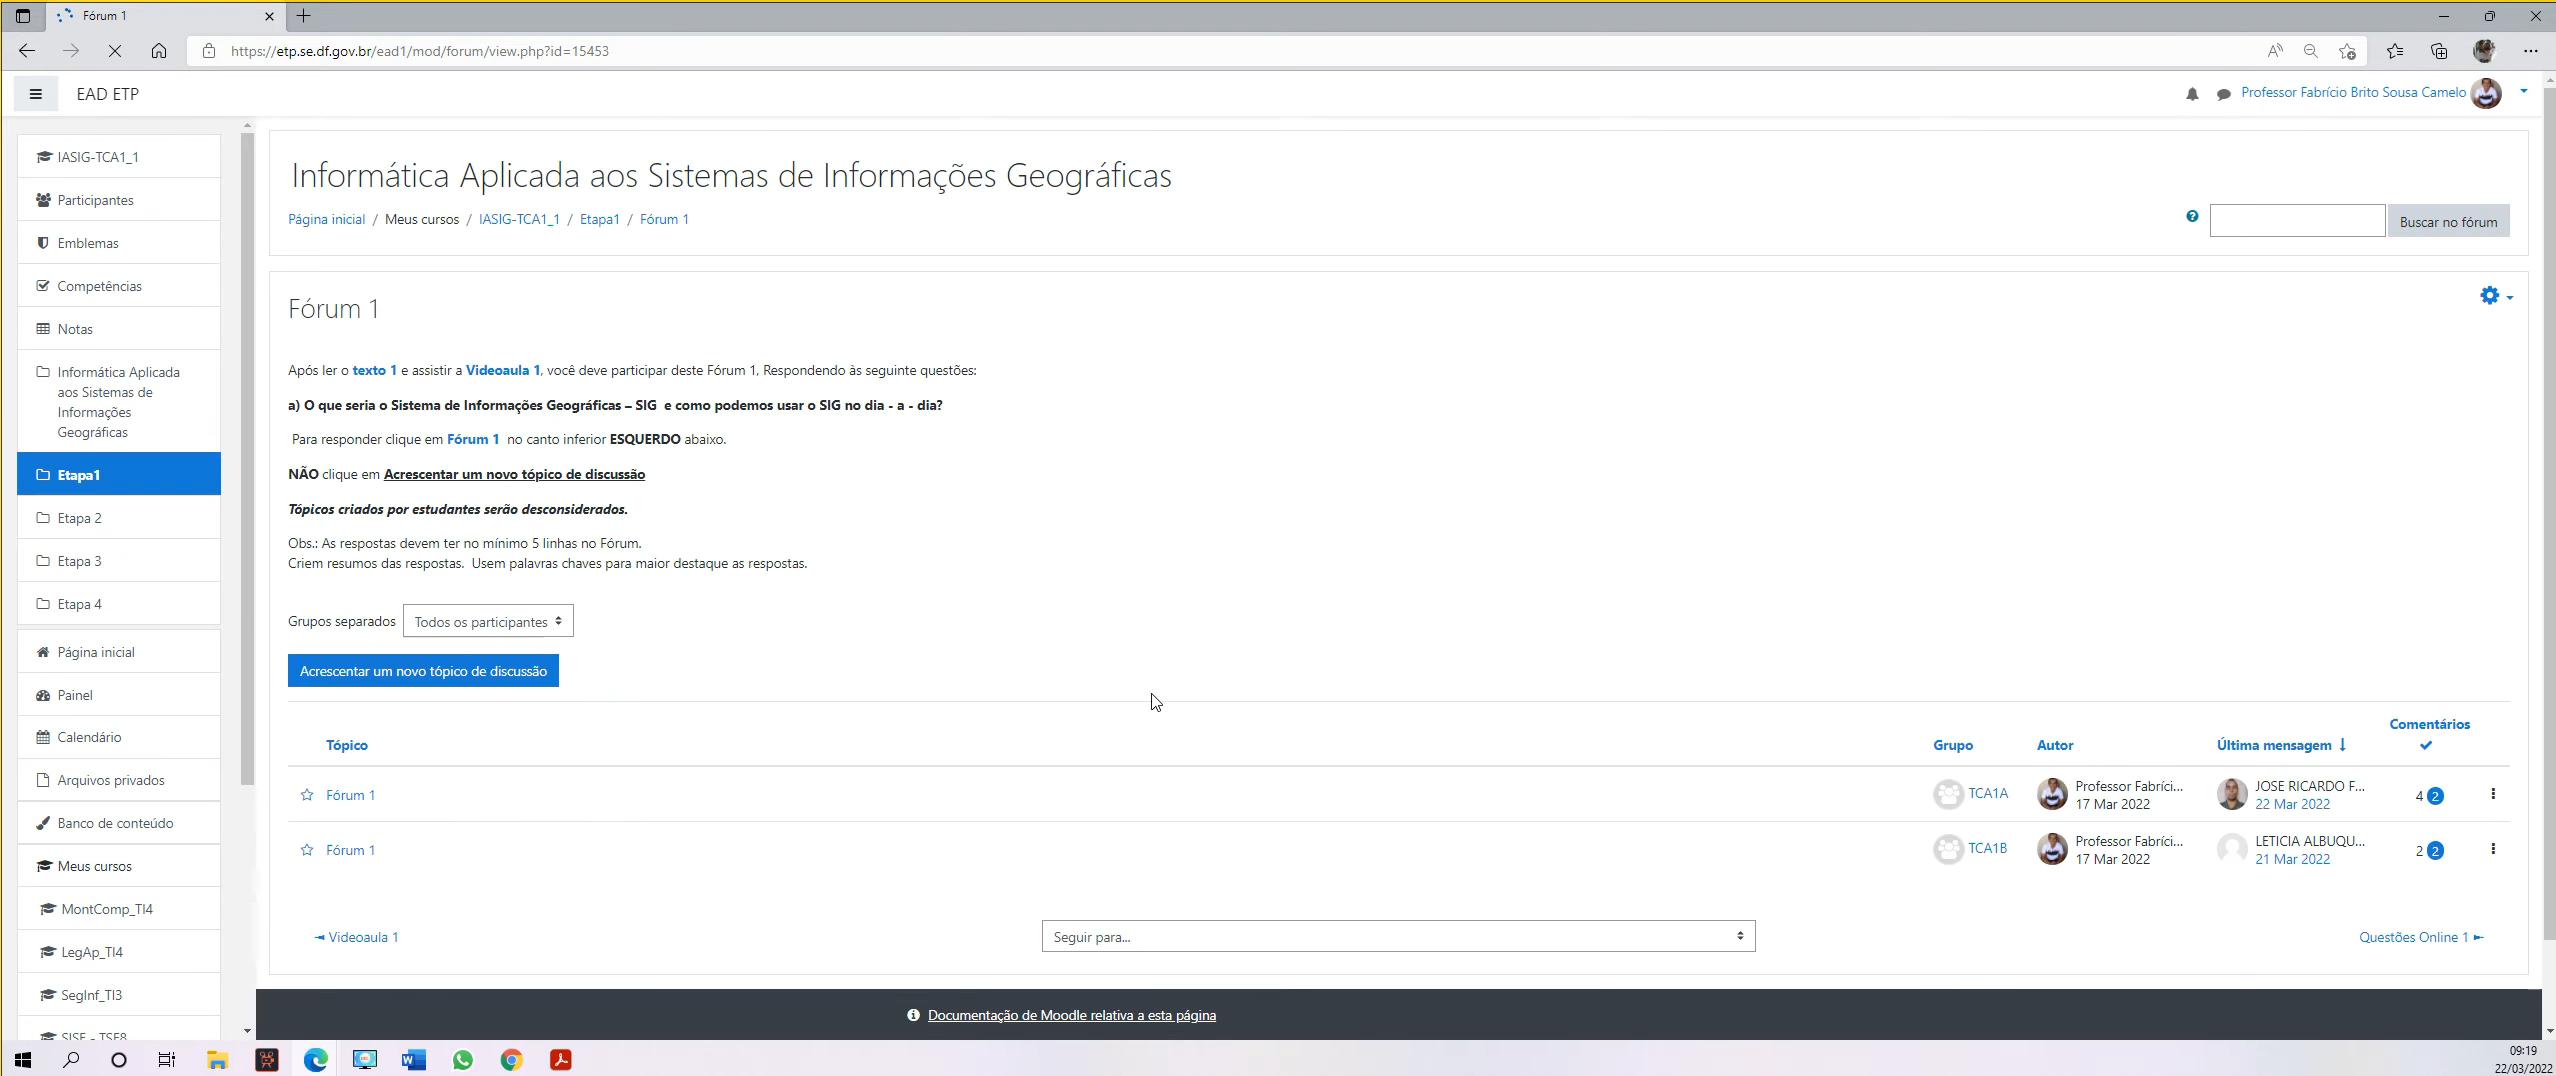 Fórum 1
https://etp.se.df.gov.br/ead1/mod/forum/view.php?id=15453
EAD ETP
Professor Fabrício Brito Sousa Camelo
IASIG-TCA1_1
Participantes
Emblemas
Competências
Notas
Informática Aplicada
aos Sistemas de
Informações
Geográficas
Etapa1
Etapa 2
Etapa 3
Etapa 4
Página inicial
Painel
Calendário
Arquivos privados
Banco de conteúdo
Meus cursos
MontComp_TI4
LegAp_TI4
SegInf_TI3
SISE - TSE8
Informática Aplicada aos Sistemas de Informações Geográficas
Página inicial / Meus cursos / IASIG-TCA1_1 / Etapa1 / Fórum 1
Buscar no fórum
Fórum 1
Após ler o texto 1 e assistir a Videoaula 1, você deve participar deste Fórum 1, Respondendo às seguinte questões:
a) O que seria o Sistema de Informações Geográficas – SIG e como podemos usar o SIG no dia - a - dia?
Para responder clique em Fórum 1 no canto inferior ESQUERDO abaixo.
NÃO clique em Acrescentar um novo tópico de discussão
Tópicos criados por estudantes serão desconsiderados.
Obs.: As respostas devem ter no mínimo 5 linhas no Fórum.
Criem resumos das respostas. Usem palavras chaves para maior destaque as respostas.
Grupos separados Todos os participantes
Acrescentar um novo tópico de discussão
Tópico Grupo Autor Última mensagem ↓ Comentários
Fórum 1 TCA1A Professor Fabríci... JOSE RICARDO F... 4 2
17 Mar 2022 22 Mar 2022
Fórum 1 TCA1B Professor Fabríci... LETICIA ALBUQU... 2 2
17 Mar 2022 21 Mar 2022
◄ Videoaula 1 Seguir para... Questões Online 1 ►
Documentação de Moodle relativa a esta página
09:19
22/03/2022